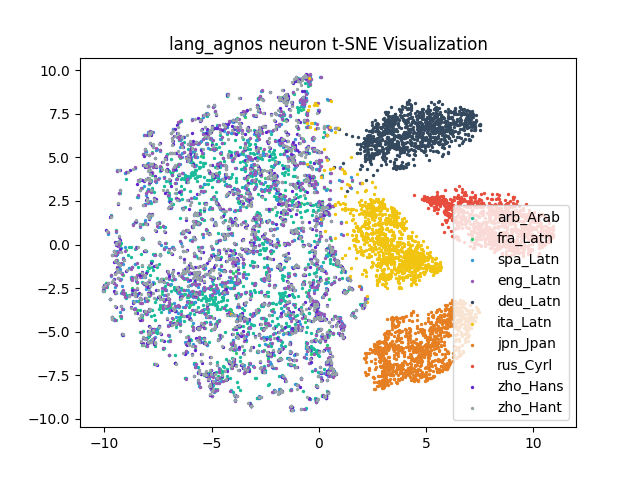 lang_agnos neuron t-SNE Visualization
10.0
7.5
5.0
2.5
0.0
−2.5
−5.0
−7.5
−10.0
−10
−5
0
5
10
arb_Arab
fra_Latn
spa_Latn
eng_Latn
deu_Latn
ita_Latn
jpn_Jpan
rus_Cyrl
zho_Hans
zho_Hant